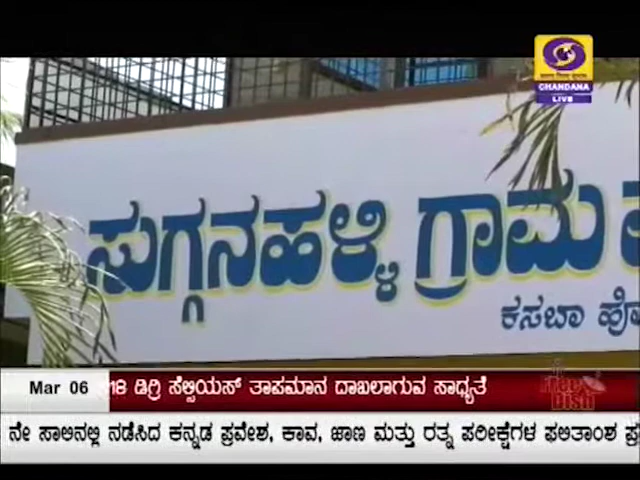 CHANDANA
LIVE
ಸುಗ್ಗನಹಳ್ಳಿ ಗ್ರಾಮ
ಕಸಬಾ
Mar 06
18 ಡಿಗ್ರಿ ಸೆಲ್ಸಿಯಸ್ ತಾಪಮಾನ ದಾಖಲಾಗುವ ಸಾಧ್ಯತೆ
ನೇ ಸಾಲಿನಲ್ಲಿ ನಡೆಸಿದ ಕನ್ನಡ ಪ್ರವೇಶ, ಕಾವ, ಜಾಣ ಮತ್ತು ರತ್ನ ಪರೀಕ್ಷೆಗಳ ಫಲಿತಾಂಶ